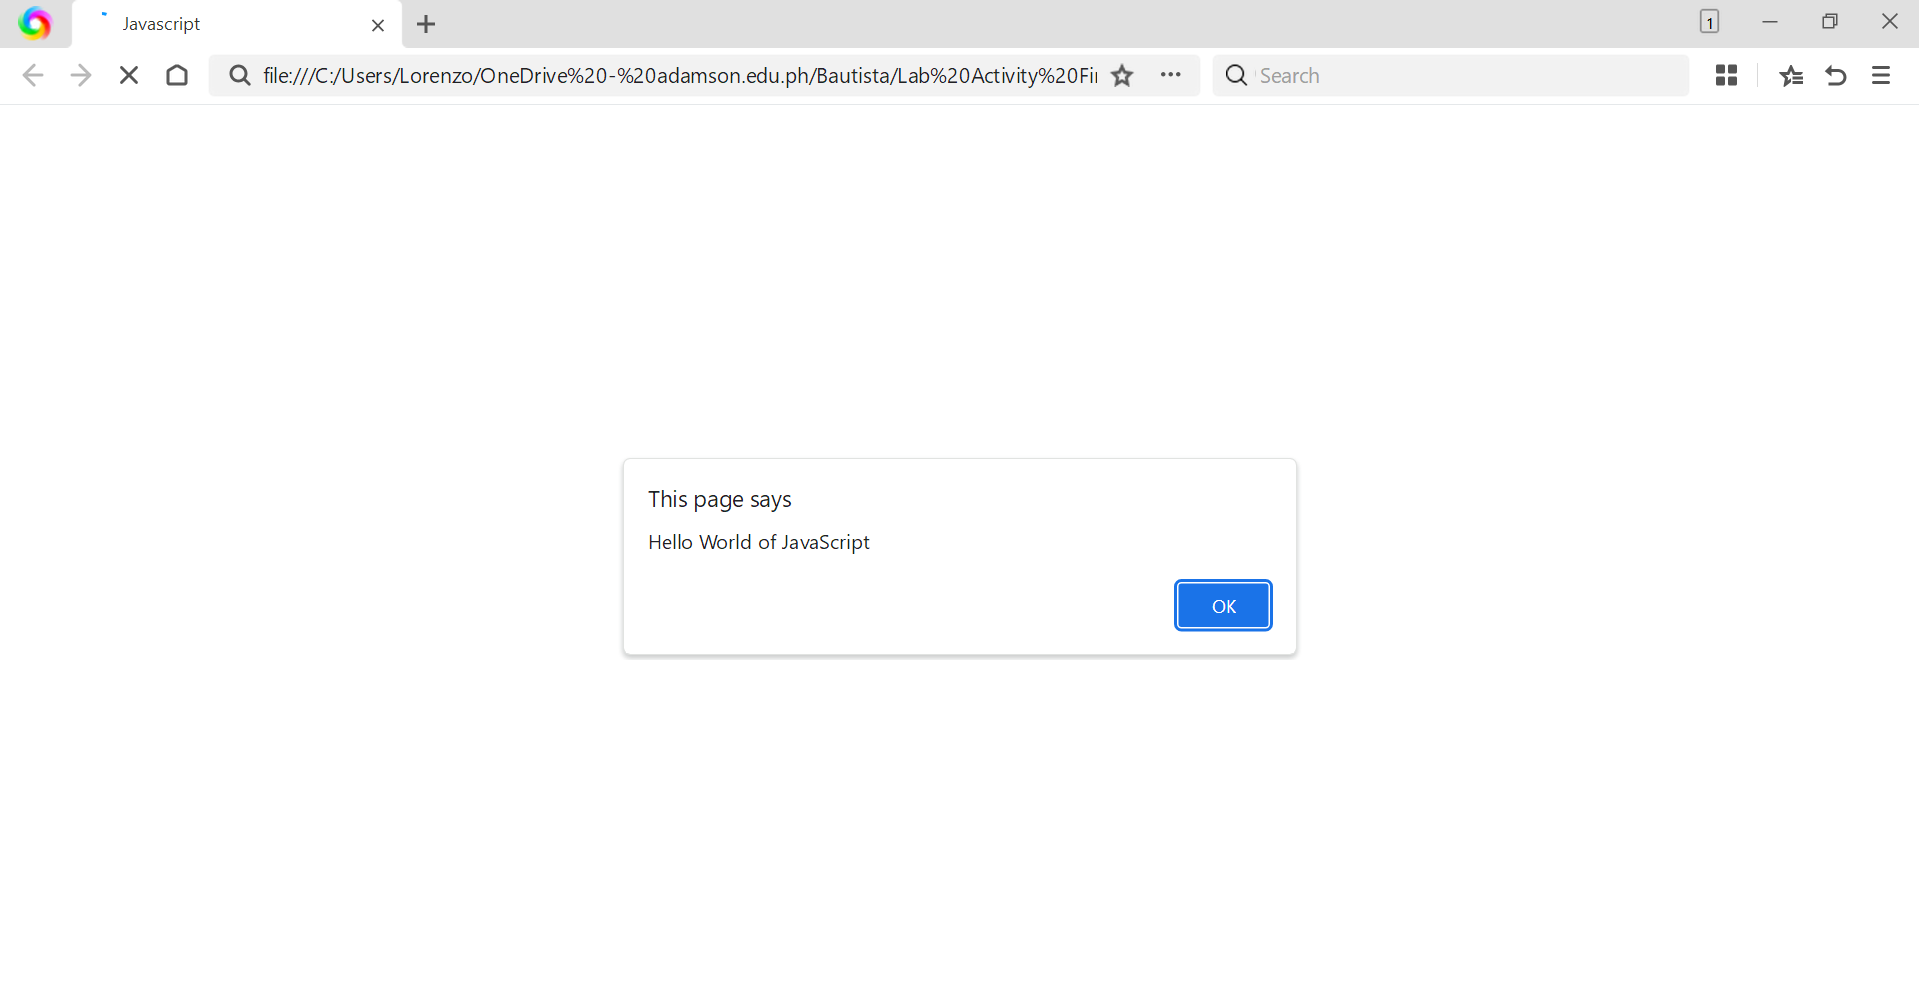 Javascript
1
file:///C:/Users/Lorenzo/OneDrive%20-%20adamson.edu.ph/Bautista/Lab%20Activity%20Fi
Search
This page says
Hello World of JavaScript
OK